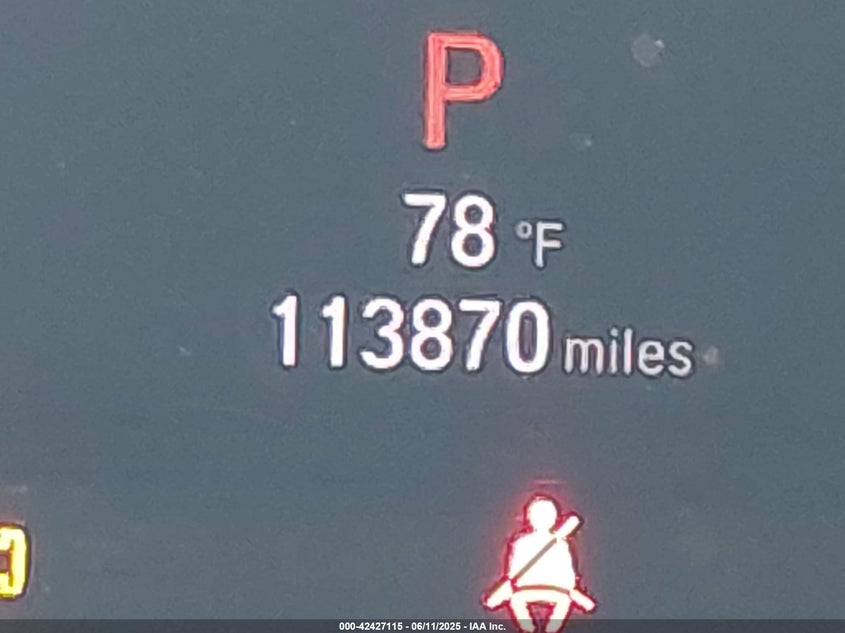 P
78 °F
113870 miles
000-42427115 - 06/11/2025 - IAA Inc.